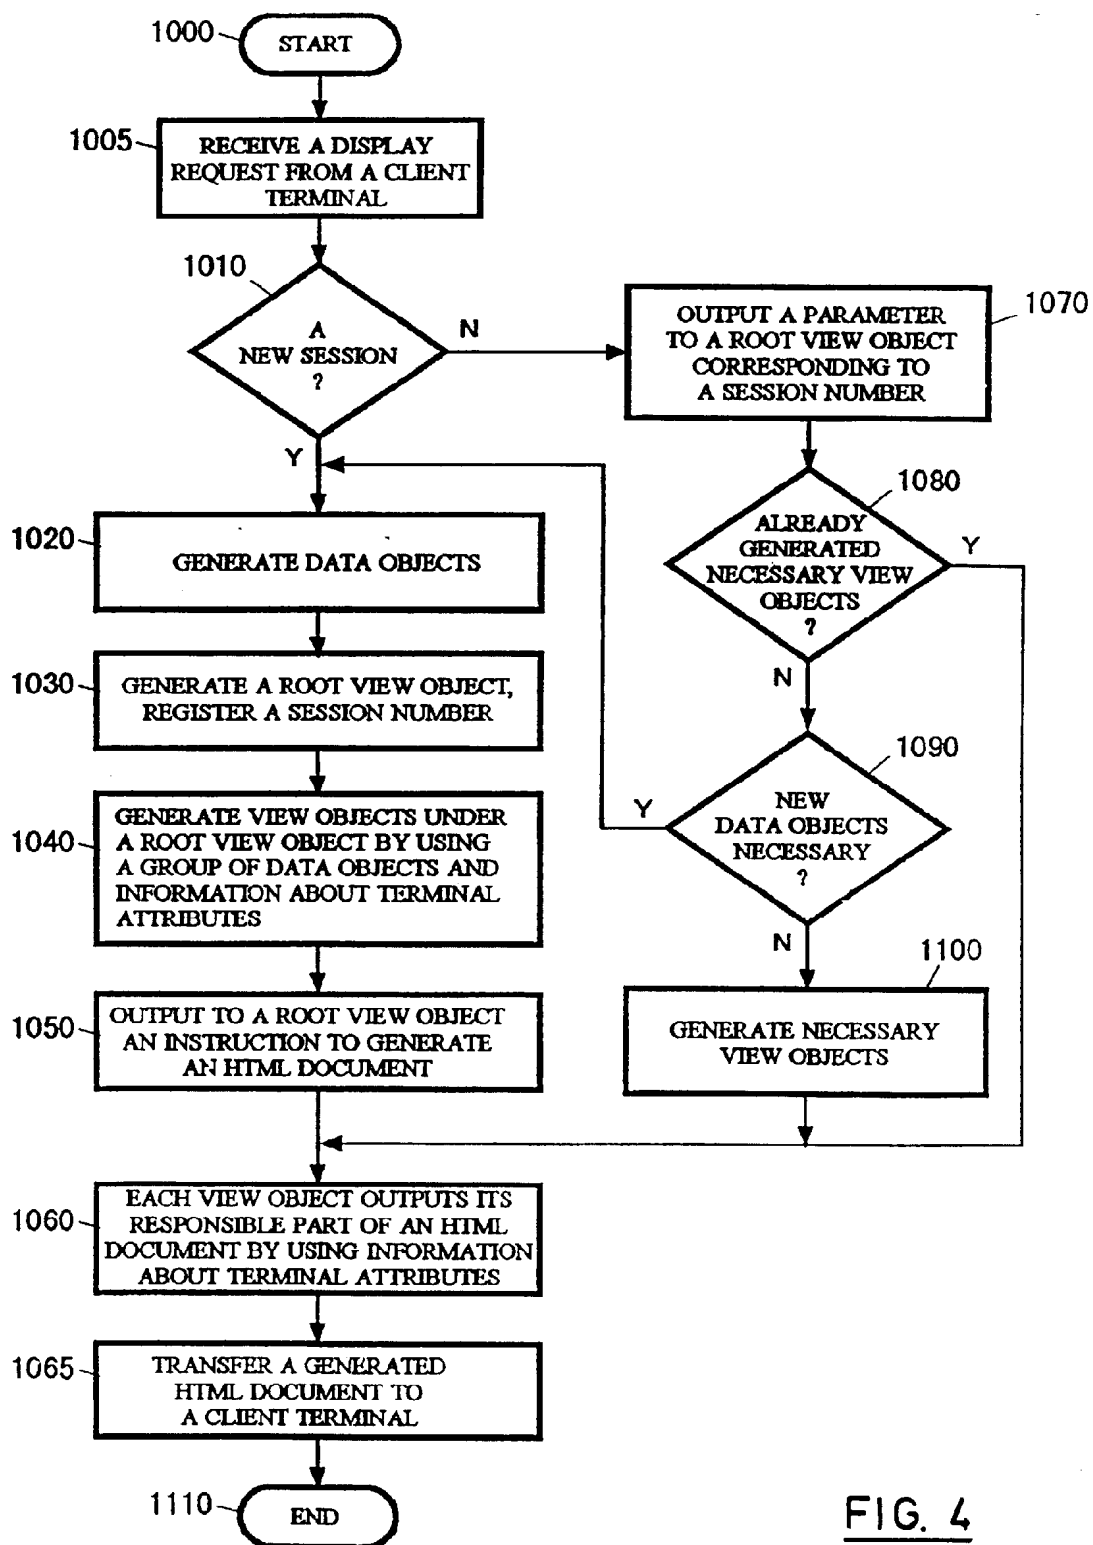 1000
START
1005
RECEIVE A DISPLAY
REQUEST FROM A CLIENT
TERMINAL
1010
A
NEW SESSION
?
N
Y
1070
OUTPUT A PARAMETER
TO A ROOT VIEW OBJECT
CORRESPONDING TO
A SESSION NUMBER
1080
ALREADY
GENERATED
NECESSARY VIEW
OBJECTS
?
Y
N
1020
GENERATE DATA OBJECTS
1030
GENERATE A ROOT VIEW OBJECT,
REGISTER A SESSION NUMBER
1090
NEW
DATA OBJECTS
NECESSARY
?
Y
N
1040
GENERATE VIEW OBJECTS UNDER
A ROOT VIEW OBJECT BY USING
A GROUP OF DATA OBJECTS AND
INFORMATION ABOUT TERMINAL
ATTRIBUTES
1100
GENERATE NECESSARY
VIEW OBJECTS
1050
OUTPUT TO A ROOT VIEW OBJECT
AN INSTRUCTION TO GENERATE
AN HTML DOCUMENT
1060
EACH VIEW OBJECT OUTPUTS ITS
RESPONSIBLE PART OF AN HTML
DOCUMENT BY USING INFORMATION
ABOUT TERMINAL ATTRIBUTES
1065
TRANSFER A GENERATED
HTML DOCUMENT TO
A CLIENT TERMINAL
1110
END
FIG. 4